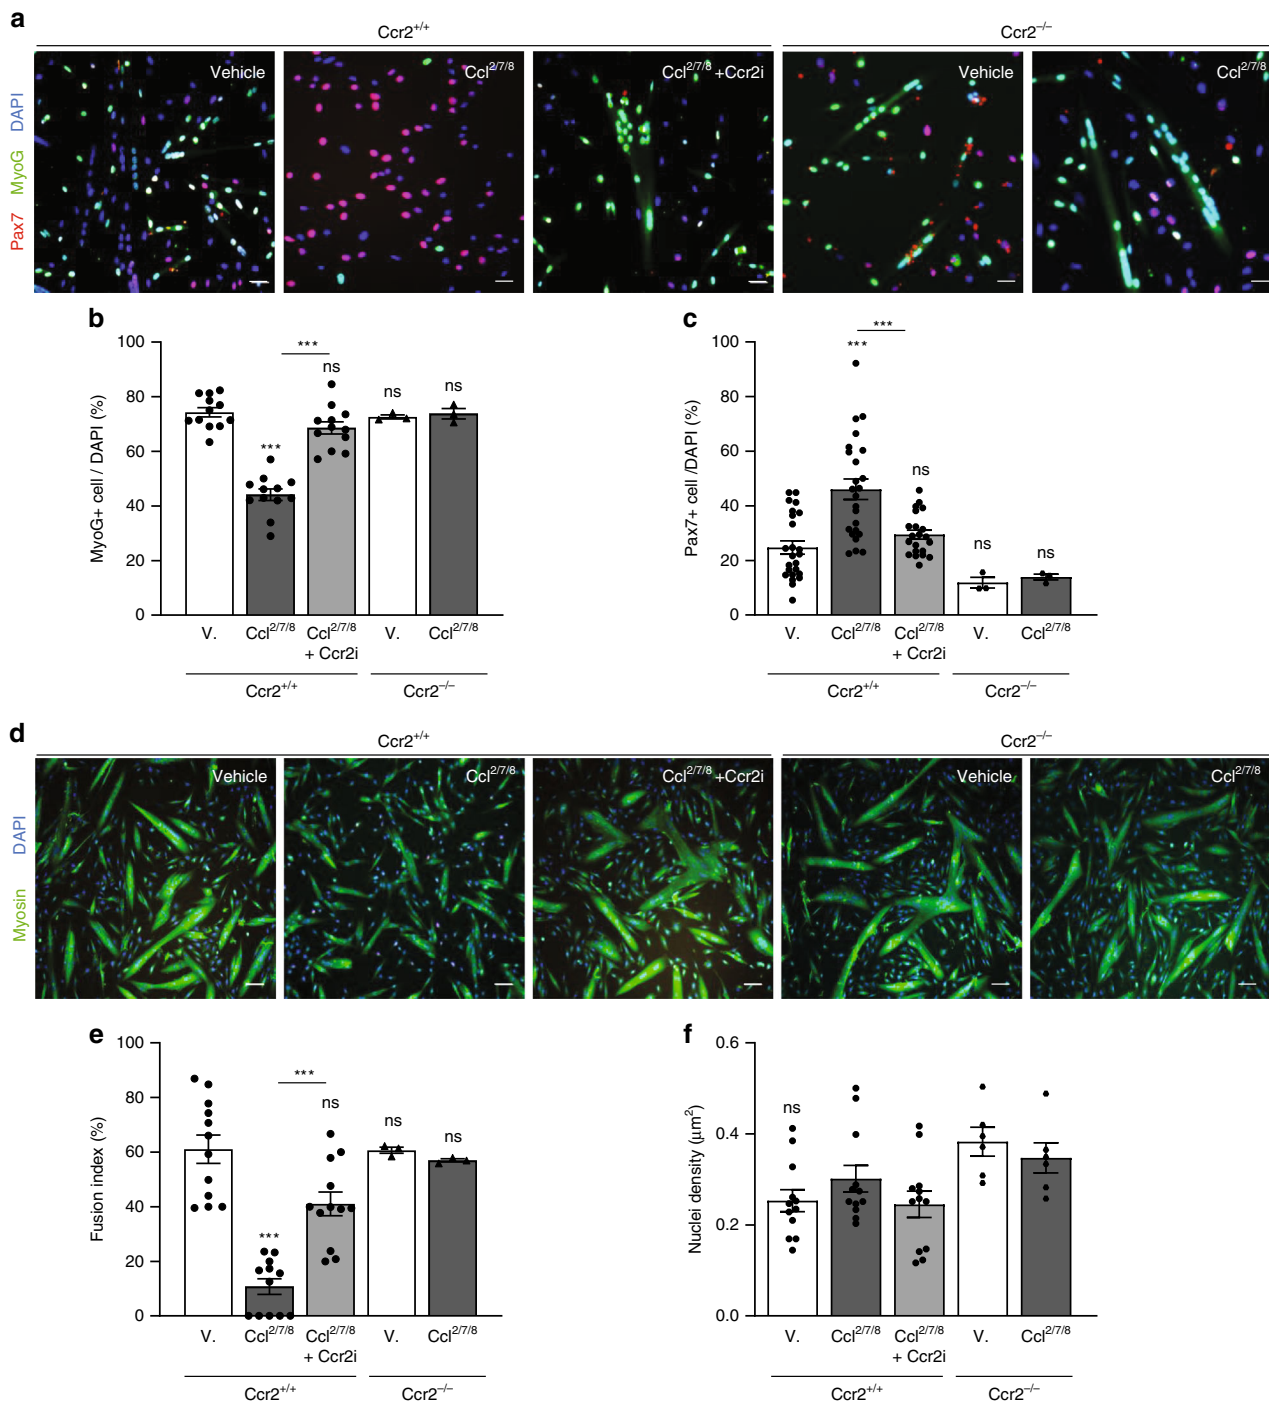 a
Ccr2+/+ Ccr2−/−
Pax7 MyoG DAPI
Vehicle Ccl2/7/8 Ccl2/7/8 +Ccr2i Vehicle Ccl2/7/8
b
MyoG+ cell / DAPI (%)
100
80
60
40
20
0
***
ns
***
ns
ns
V. Ccl2/7/8 Ccl2/7/8 V. Ccl2/7/8
+ Ccr2i
Ccr2+/+ Ccr2−/−
c
Pax7+ cell /DAPI (%)
100
80
60
40
20
0
***
***
ns
ns
ns
V. Ccl2/7/8 Ccl2/7/8 V. Ccl2/7/8
+ Ccr2i
Ccr2+/+ Ccr2−/−
d
Ccr2+/+ Ccr2−/−
Myosin DAPI
Vehicle Ccl2/7/8 Ccl2/7/8 +Ccr2i Vehicle Ccl2/7/8
e
Fusion index (%)
100
80
60
40
20
0
***
ns
***
ns
ns
V. Ccl2/7/8 Ccl2/7/8 V. Ccl2/7/8
+ Ccr2i
Ccr2+/+ Ccr2−/−
f
Nuclei density (μm2)
0.6
0.4
0.2
0.0
ns
V. Ccl2/7/8 Ccl2/7/8 V. Ccl2/7/8
+ Ccr2i
Ccr2+/+ Ccr2−/−